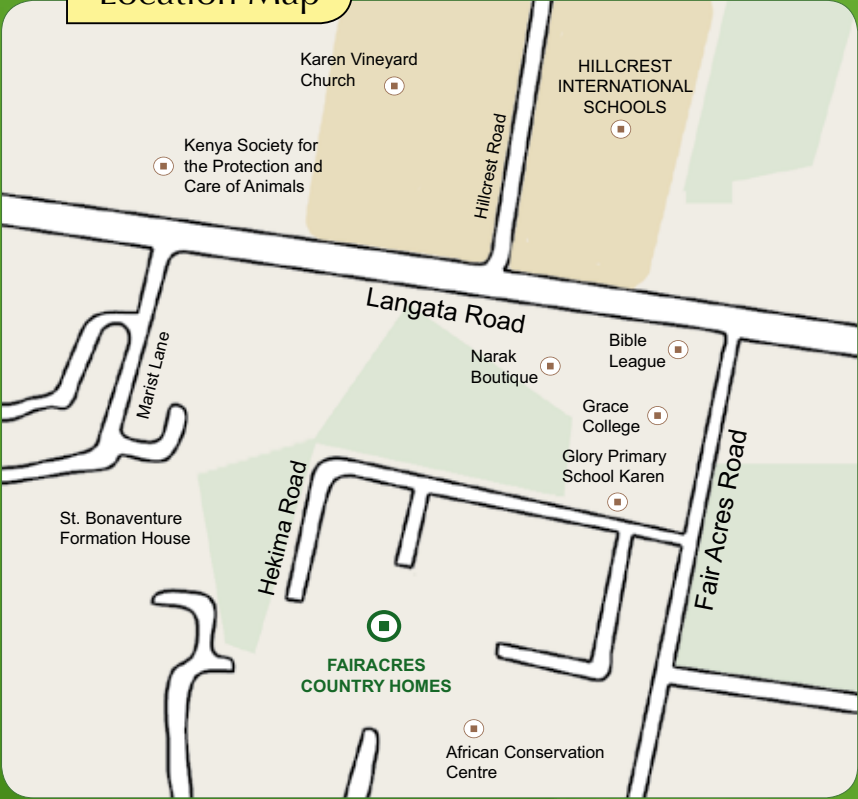 Location Map
Karen Vineyard
Church
HILLCREST
INTERNATIONAL
SCHOOLS
Kenya Society for
the Protection and
Care of Animals
Hillcrest Road
Langata Road
Marist Lane
Narak
Boutique
Bible
League
Grace
College
Glory Primary
School Karen
Fair Acres Road
Hekima Road
St. Bonaventure
Formation House
FAIRACRES
COUNTRY HOMES
African Conservation
Centre